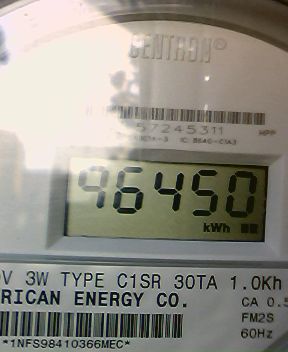 CENTRON®
57245311 HPP
96450
kWh
V 3W TYPE C1SR 30TA 1.0Kh
RICAN ENERGY CO. CA 0.5
FM2S
*1NFS98410366MEC* 60Hz